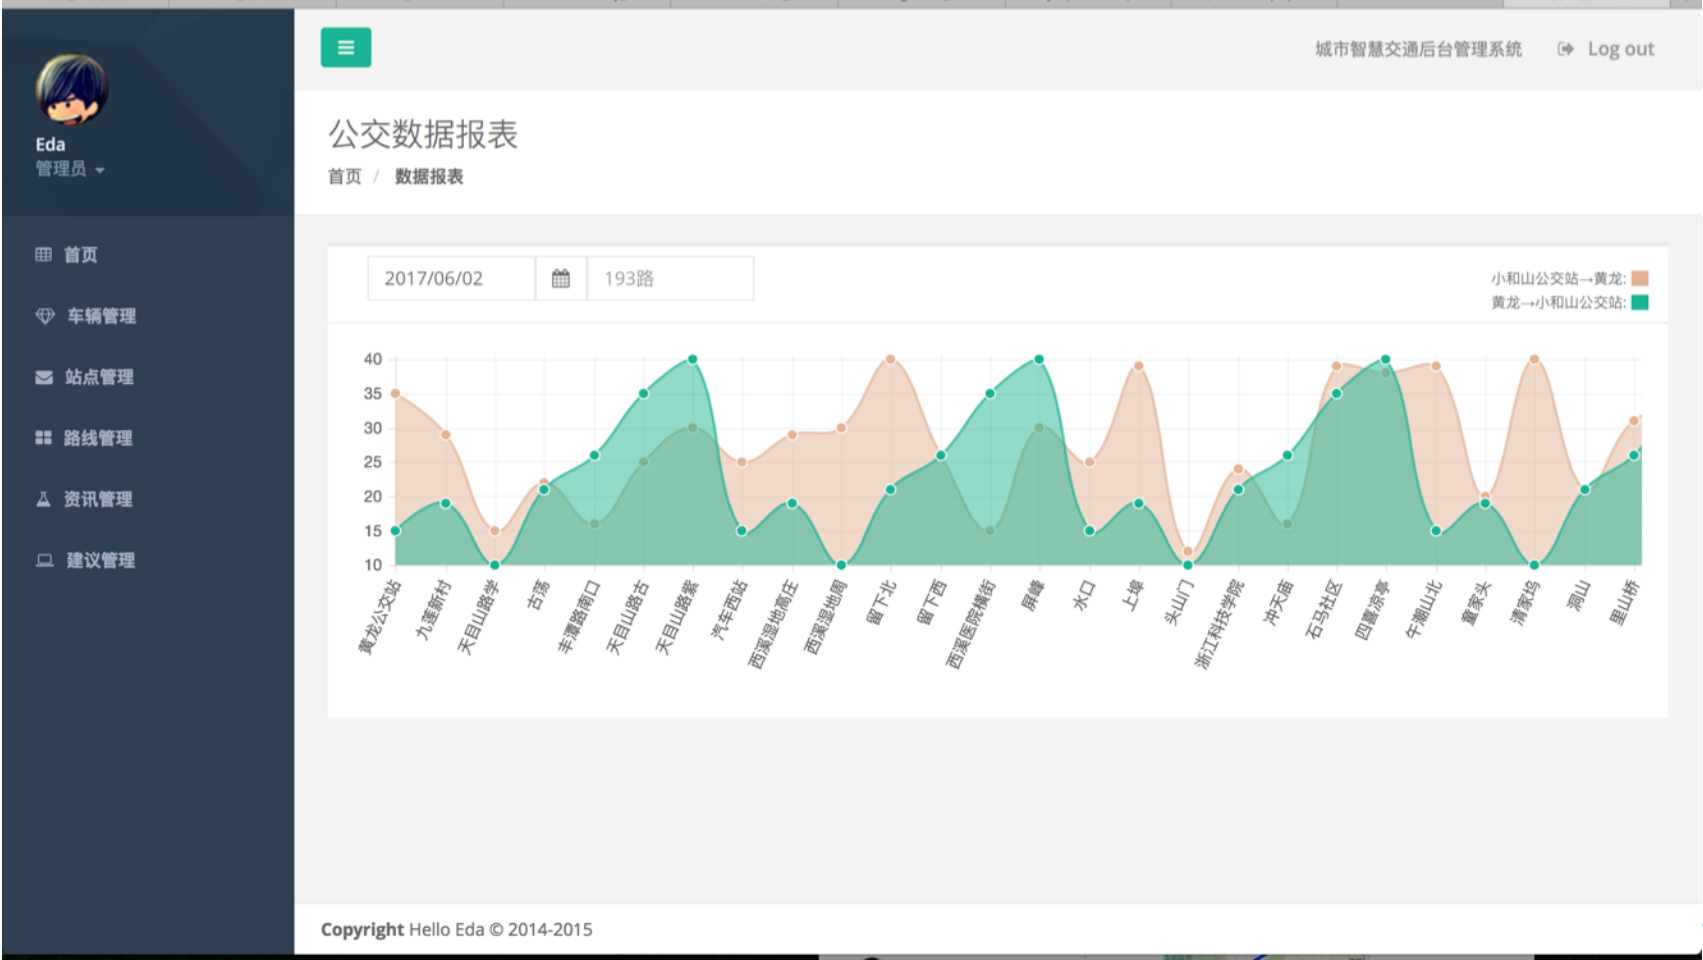 城市智慧交通后台管理系统
Log out
Eda
管理员
首页
车辆管理
站点管理
路线管理
资讯管理
建议管理
公交数据报表
首页 / 数据报表
2017/06/02
193路
小和山公交站→黄龙:
黄龙→小和山公交站:
40
35
30
25
20
15
10
黄龙公交站
九莲新村
天目山路学
古荡
丰潭路南口
天目山路古
天目山路紫
汽车西站
西溪湿地高庄
西溪湿地周
留下北
留下西
西溪医院横街
屏峰
水口
上埠
头山门
浙江科技学院
冲天庙
石马社区
四喜凉亭
午潮山北
童家头
清家坞
洞山
里山桥
Copyright Hello Eda © 2014-2015